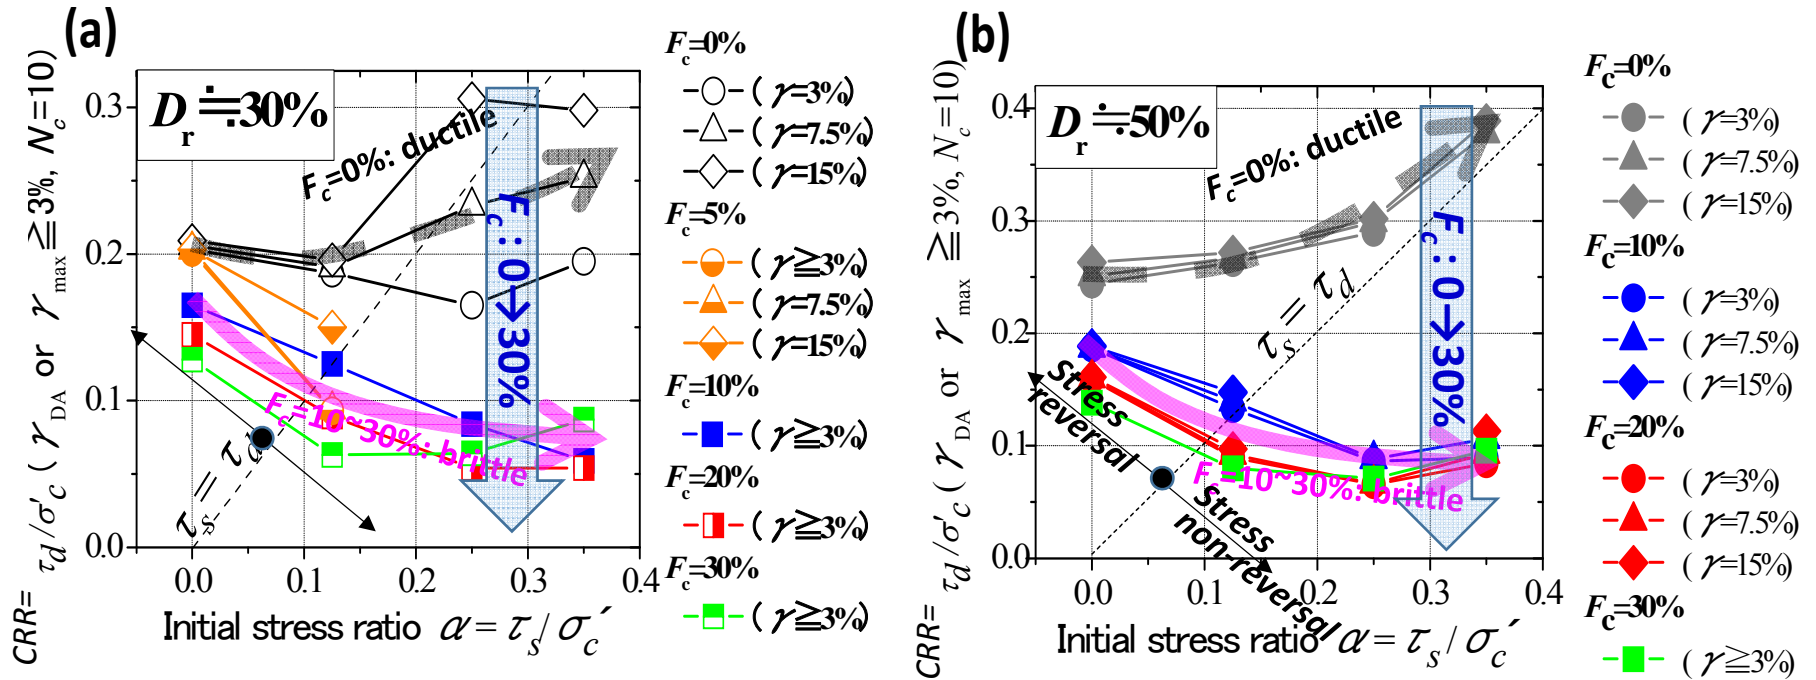 (a)
CRR= τd/σ′c ( γDA or γmax≧3%, Nc=10)
Dr≒30%
0.3
0.2
0.1
0.0
0.0 0.1 0.2 0.3 0.4
Initial stress ratio α=τs/σc′
Fc=0%: ductile
Fc : 0→30%
Fc=10~30%: brittle
τs = τd
Fc=0%
( γ=3%)
( γ=7.5%)
( γ=15%)
Fc=5%
( γ≧3%)
( γ=7.5%)
( γ=15%)
Fc=10%
( γ≧3%)
Fc=20%
( γ≧3%)
Fc=30%
( γ≧3%)
(b)
CRR= τd/σ′c ( γDA or γmax ≧3%, Nc=10)
Dr≒50%
0.4
0.3
0.2
0.1
0.0
0.0 0.1 0.2 0.3 0.4
Initial stress ratio α=τs/σc′
Fc=0%: ductile
Fc : 0→30%
τs = τd
Fc=10~30%: brittle
Stress
reversal
Stress
non-reversal
Fc=0%
( γ=3%)
( γ=7.5%)
( γ=15%)
Fc=10%
( γ=3%)
( γ=7.5%)
( γ=15%)
Fc=20%
( γ=3%)
( γ=7.5%)
( γ=15%)
Fc=30%
( γ≧3%)